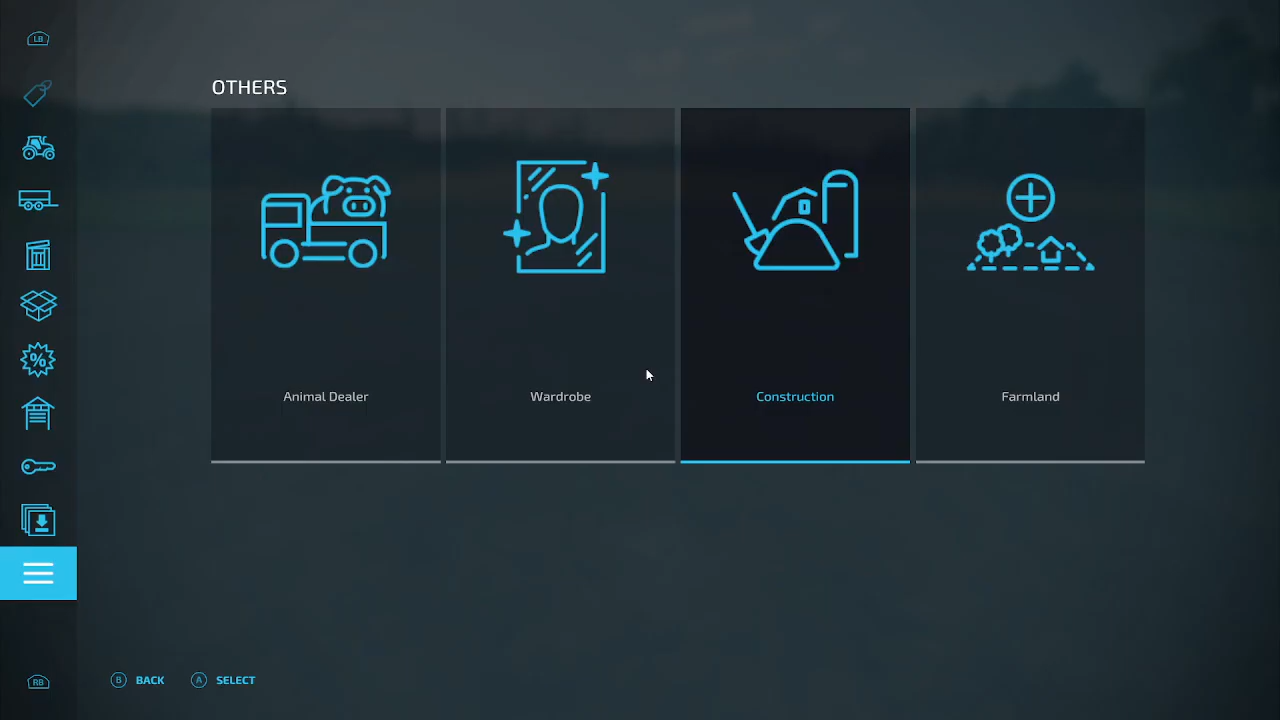 LB
OTHERS
%
Animal Dealer
Wardrobe
Construction
Farmland
B BACK
A SELECT
RB